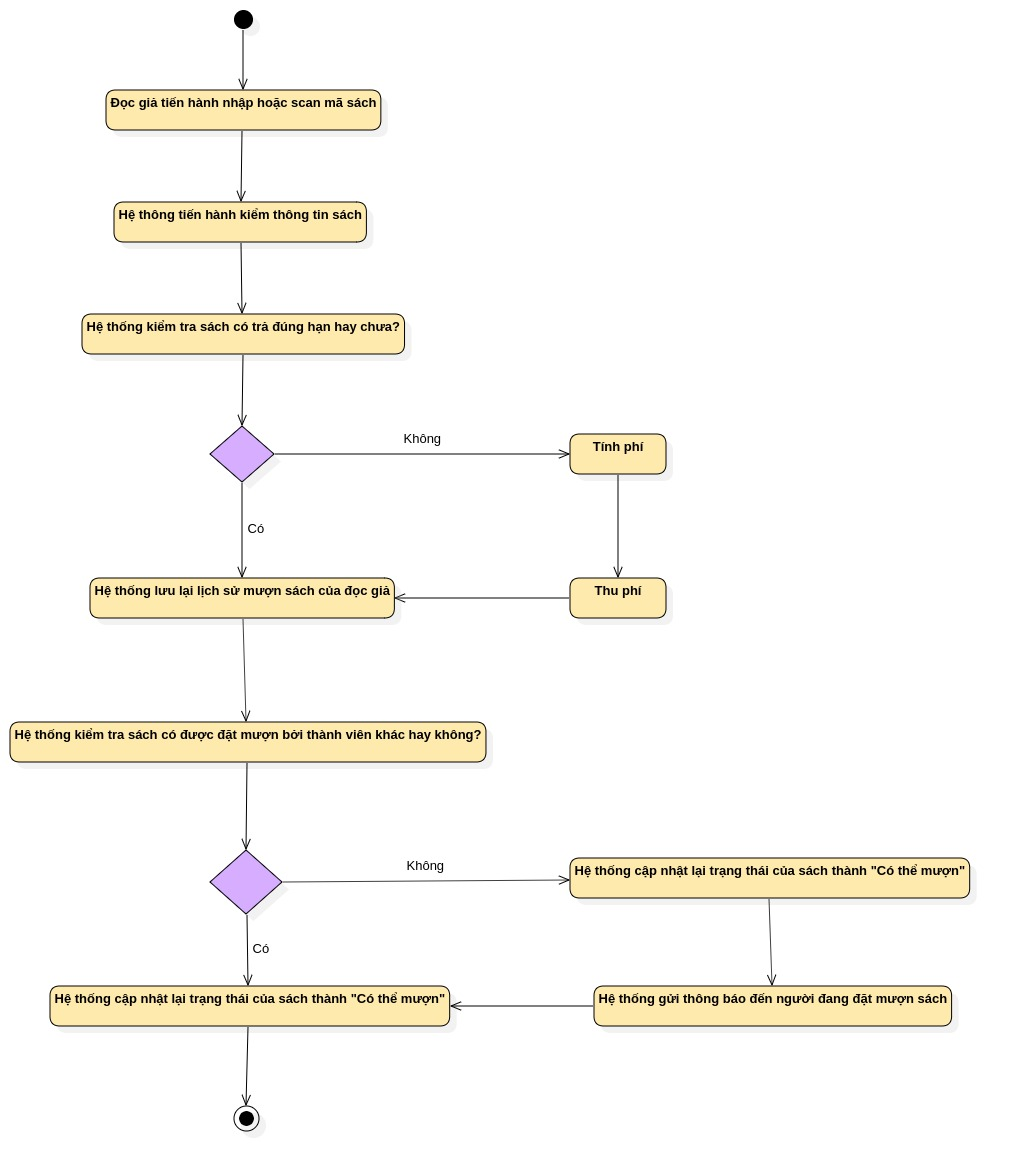 Đọc giả tiến hành nhập hoặc scan mã sách
Hệ thông tiến hành kiểm thông tin sách
Hệ thống kiểm tra sách có trả đúng hạn hay chưa?
Không
Tính phí
Có
Hệ thống lưu lại lịch sử mượn sách của đọc giả
Thu phí
Hệ thống kiểm tra sách có được đặt mượn bởi thành viên khác hay không?
Không
Hệ thống cập nhật lại trạng thái của sách thành "Có thể mượn"
Có
Hệ thống cập nhật lại trạng thái của sách thành "Có thể mượn"
Hệ thống gửi thông báo đến người đang đặt mượn sách